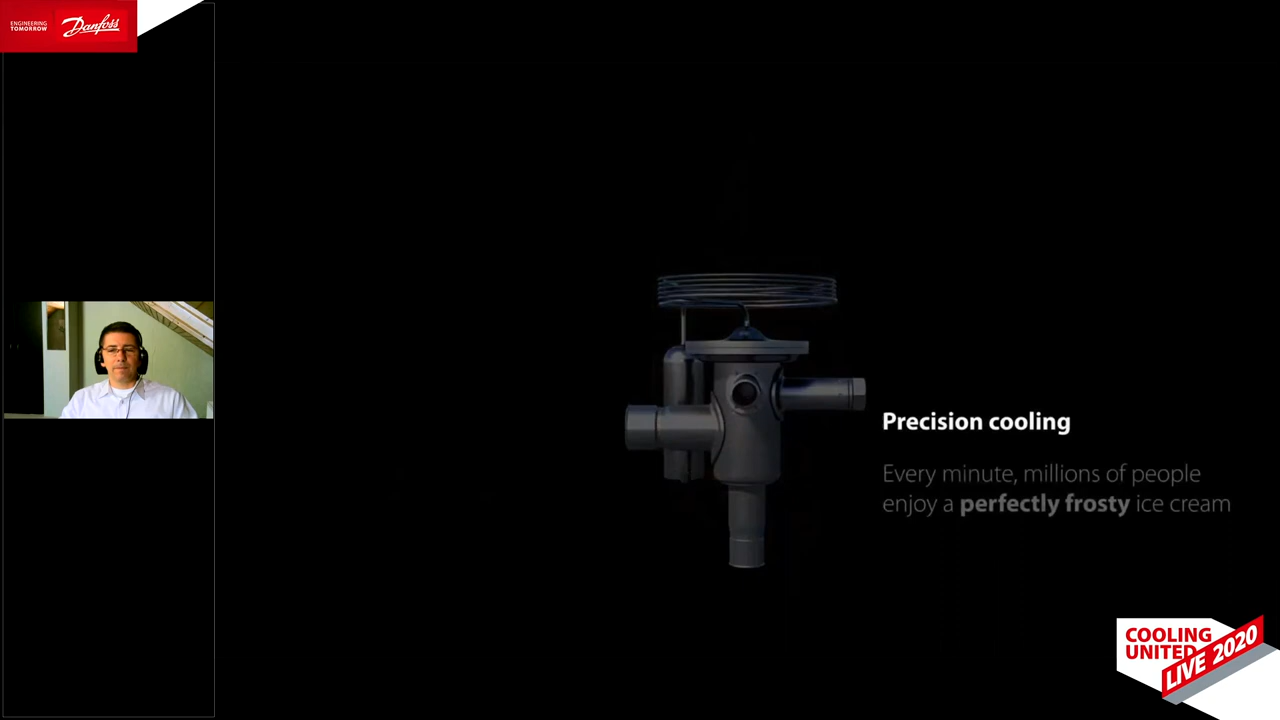 ENGINEERING
TOMORROW
Danfoss
Precision cooling
Every minute, millions of people
enjoy a perfectly frosty ice cream
COOLING
UNITED
LIVE 2020